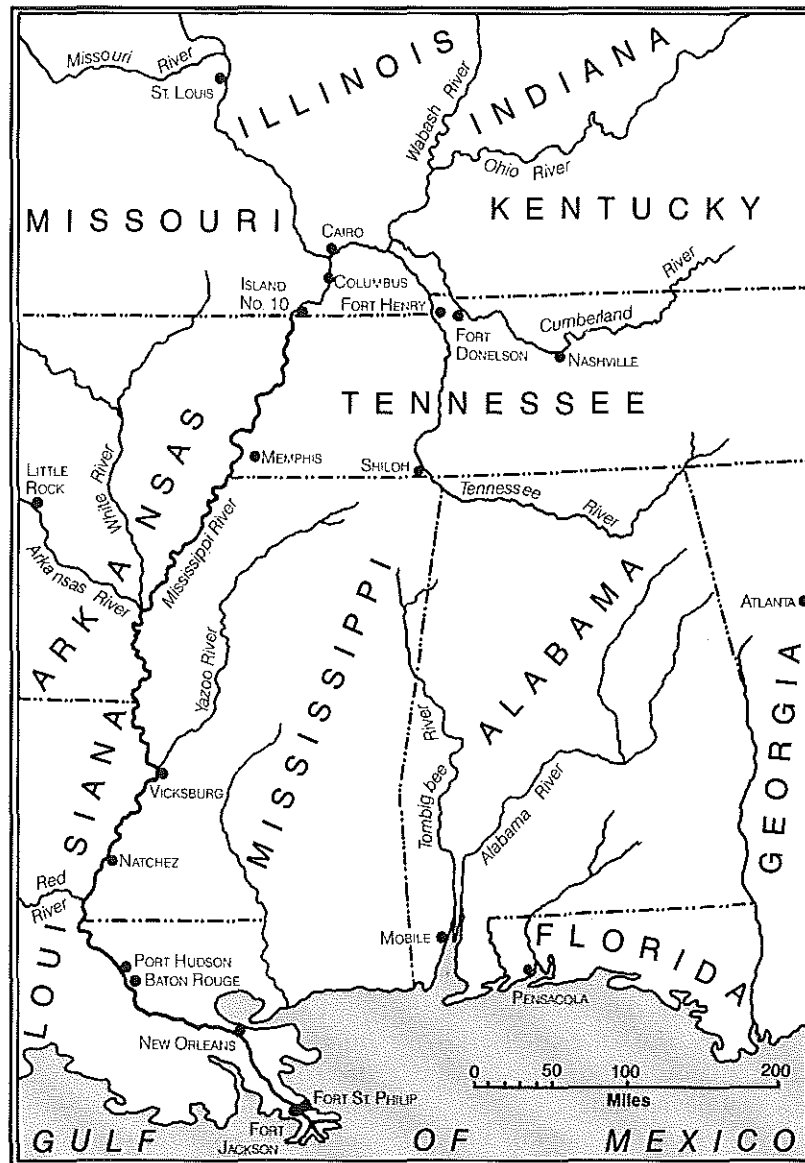 Missouri River
ST. LOUIS
ILLINOIS
INDIANA
Wabash River
Ohio River
MISSOURI
KENTUCKY
CAIRO
COLUMBUS
ISLAND
NO. 10
FORT HENRY
FORT
DONELSON
Cumberland River
NASHVILLE
TENNESSEE
MEMPHIS
SHILOH
Tennessee River
LITTLE
ROCK
White River
ARKANSAS
Arkansas River
Mississippi River
Yazoo River
MISSISSIPPI
ALABAMA
ATLANTA
GEORGIA
Tombigbee River
Alabama River
VICKSBURG
NATCHEZ
Red
River
LOUISIANA
PORT HUDSON
BATON ROUGE
MOBILE
FLORIDA
PENSACOLA
NEW ORLEANS
FORT ST. PHILIP
FORT
JACKSON
0 50 100 200
Miles
GULF OF MEXICO